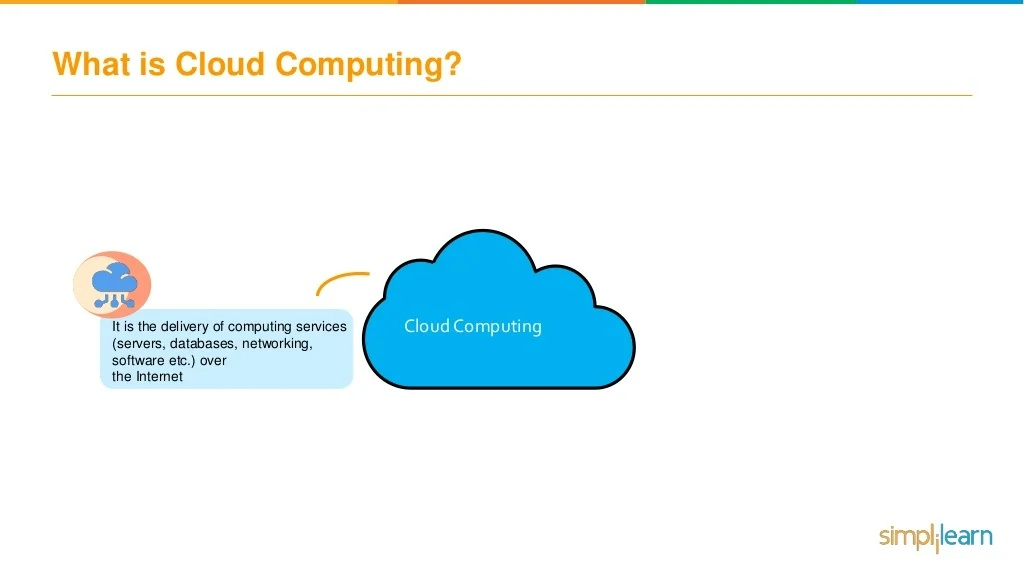 What is Cloud Computing?
It is the delivery of computing services
(servers, databases, networking,
software etc.) over
the Internet
Cloud Computing
simplilearn